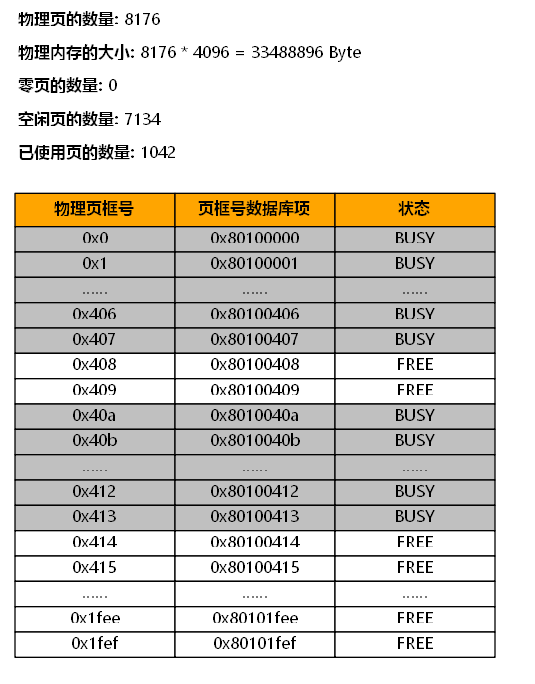 物理页的数量: 8176
物理内存的大小: 8176 * 4096 = 33488896 Byte
零页的数量: 0
空闲页的数量: 7134
已使用页的数量: 1042
物理页框号 页框号数据库项 状态
0x0 0x80100000 BUSY
0x1 0x80100001 BUSY
...... ...... ......
0x406 0x80100406 BUSY
0x407 0x80100407 BUSY
0x408 0x80100408 FREE
0x409 0x80100409 FREE
0x40a 0x8010040a BUSY
0x40b 0x8010040b BUSY
...... ...... ......
0x412 0x80100412 BUSY
0x413 0x80100413 BUSY
0x414 0x80100414 FREE
0x415 0x80100415 FREE
...... ...... ......
0x1fee 0x80101fee FREE
0x1fef 0x80101fef FREE